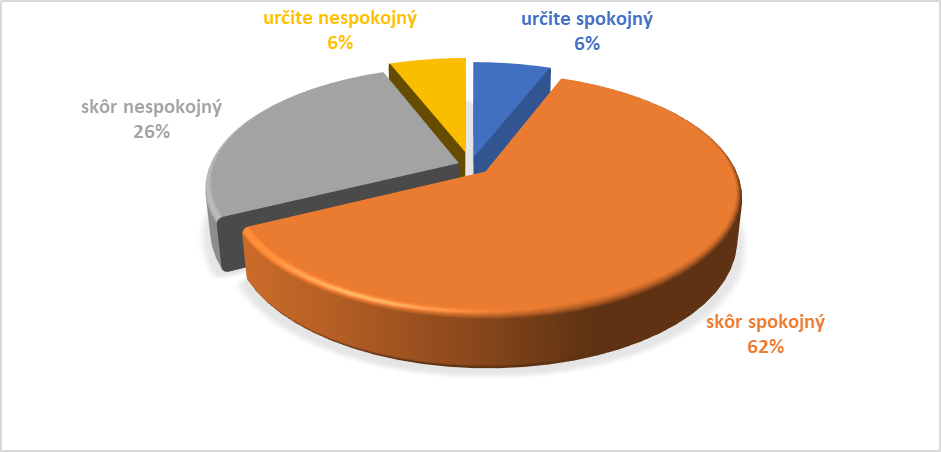 určite nespokojný
6%
určite spokojný
6%
skôr nespokojný
26%
skôr spokojný
62%